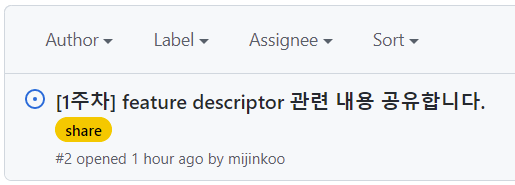 Author Label Assignee Sort
[1주차] feature descriptor 관련 내용 공유합니다.
share
#2 opened 1 hour ago by mijinkoo